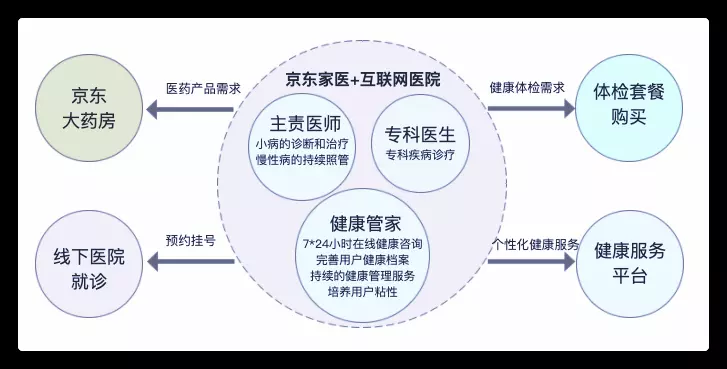 京东家医+互联网医院
京东
大药房
医药产品需求
健康体检需求
体检套餐
购买
主责医师
小病的诊断和治疗
慢性病的持续照管
专科医生
专科疾病诊疗
线下医院
就诊
预约挂号
健康管家
7*24小时在线健康咨询
完善用户健康档案
持续的健康管理服务
培养用户粘性
个性化健康服务
健康服务
平台